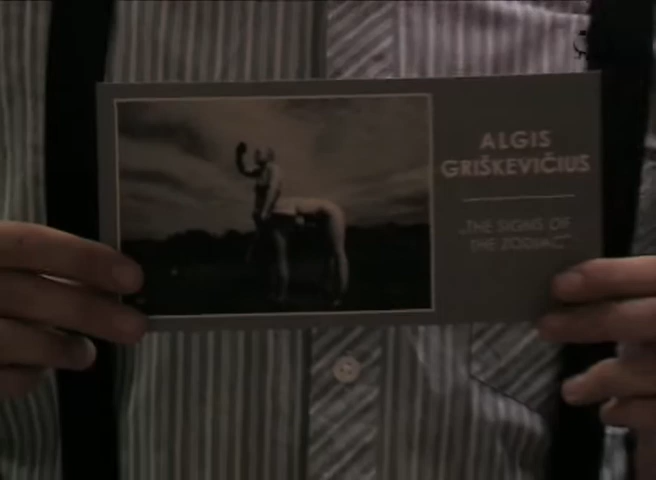 ALGIS
GRIŠKEVIČIUS
„THE SIGNS OF
THE ZODIAC“